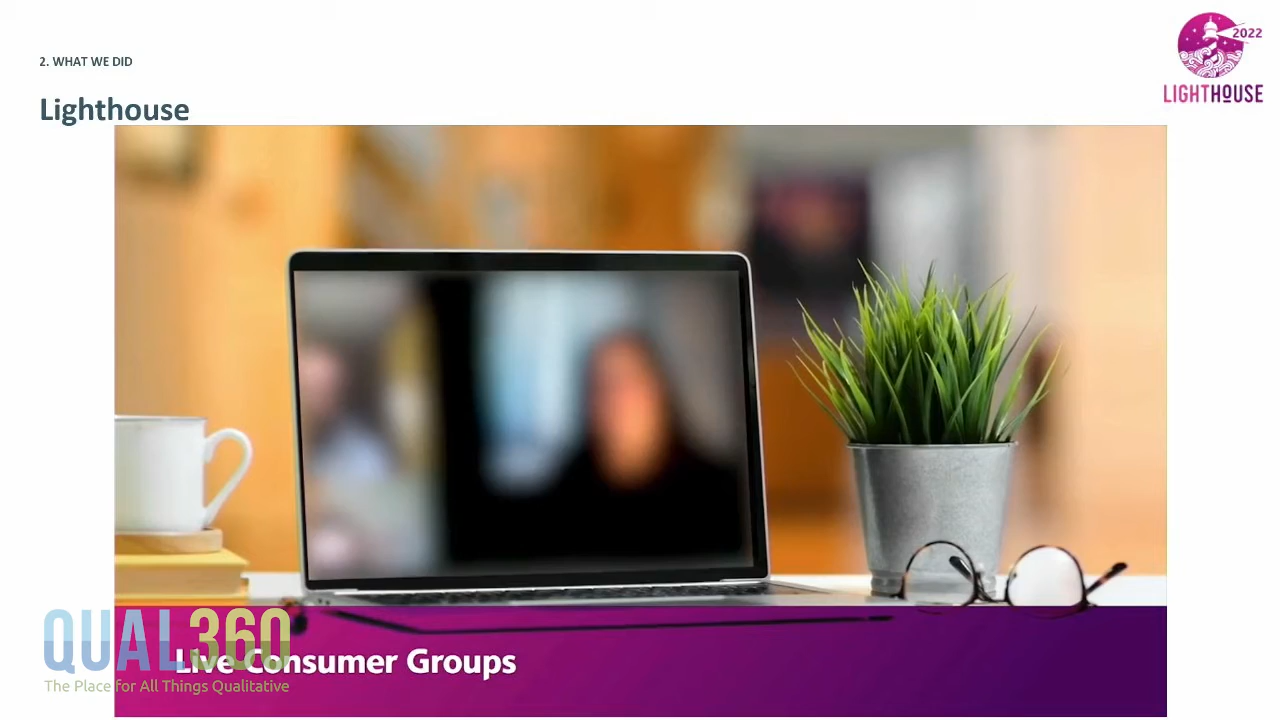 2. WHAT WE DID
2022
LIGHTHOUSE
Lighthouse
QUAL360
Live Consumer Groups
The Place for All Things Qualitative